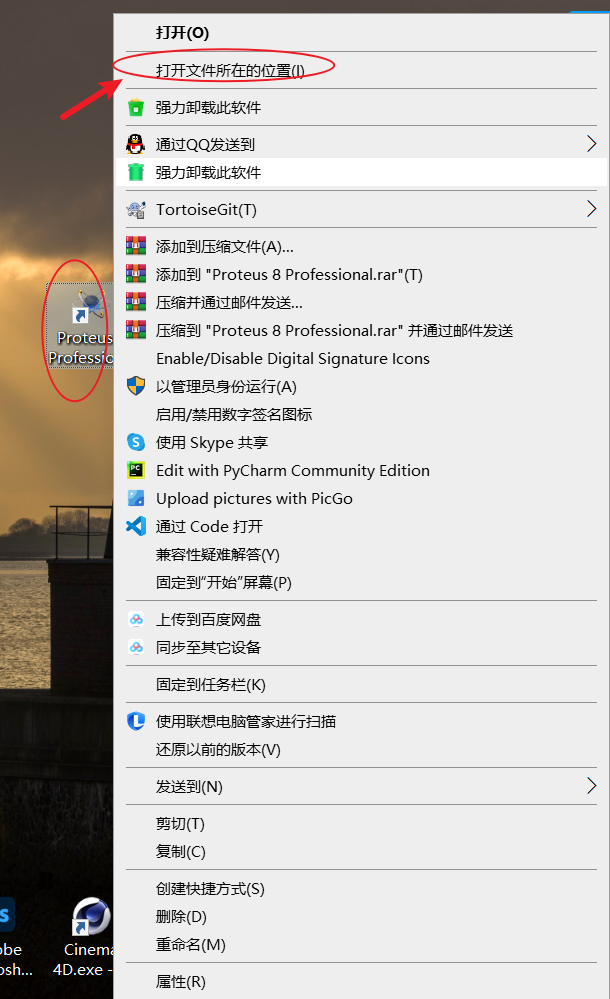 打开(O)
打开文件所在的位置(I)
强力卸载此软件
通过QQ发送到
强力卸载此软件
TortoiseGit(T)
添加到压缩文件(A)...
添加到 "Proteus 8 Professional.rar"(T)
压缩并通过邮件发送...
压缩到 "Proteus 8 Professional.rar" 并通过邮件发送
Enable/Disable Digital Signature Icons
以管理员身份运行(A)
启用/禁用数字签名图标
使用 Skype 共享
Edit with PyCharm Community Edition
Upload pictures with PicGo
通过 Code 打开
兼容性疑难解答(Y)
固定到“开始”屏幕(P)
上传到百度网盘
同步至其它设备
固定到任务栏(K)
使用联想电脑管家进行扫描
还原以前的版本(V)
发送到(N)
剪切(T)
复制(C)
创建快捷方式(S)
删除(D)
重命名(M)
属性(R)
Proteus
Professio
obe
osh...
Cinema
4D.exe -
PC
S
s